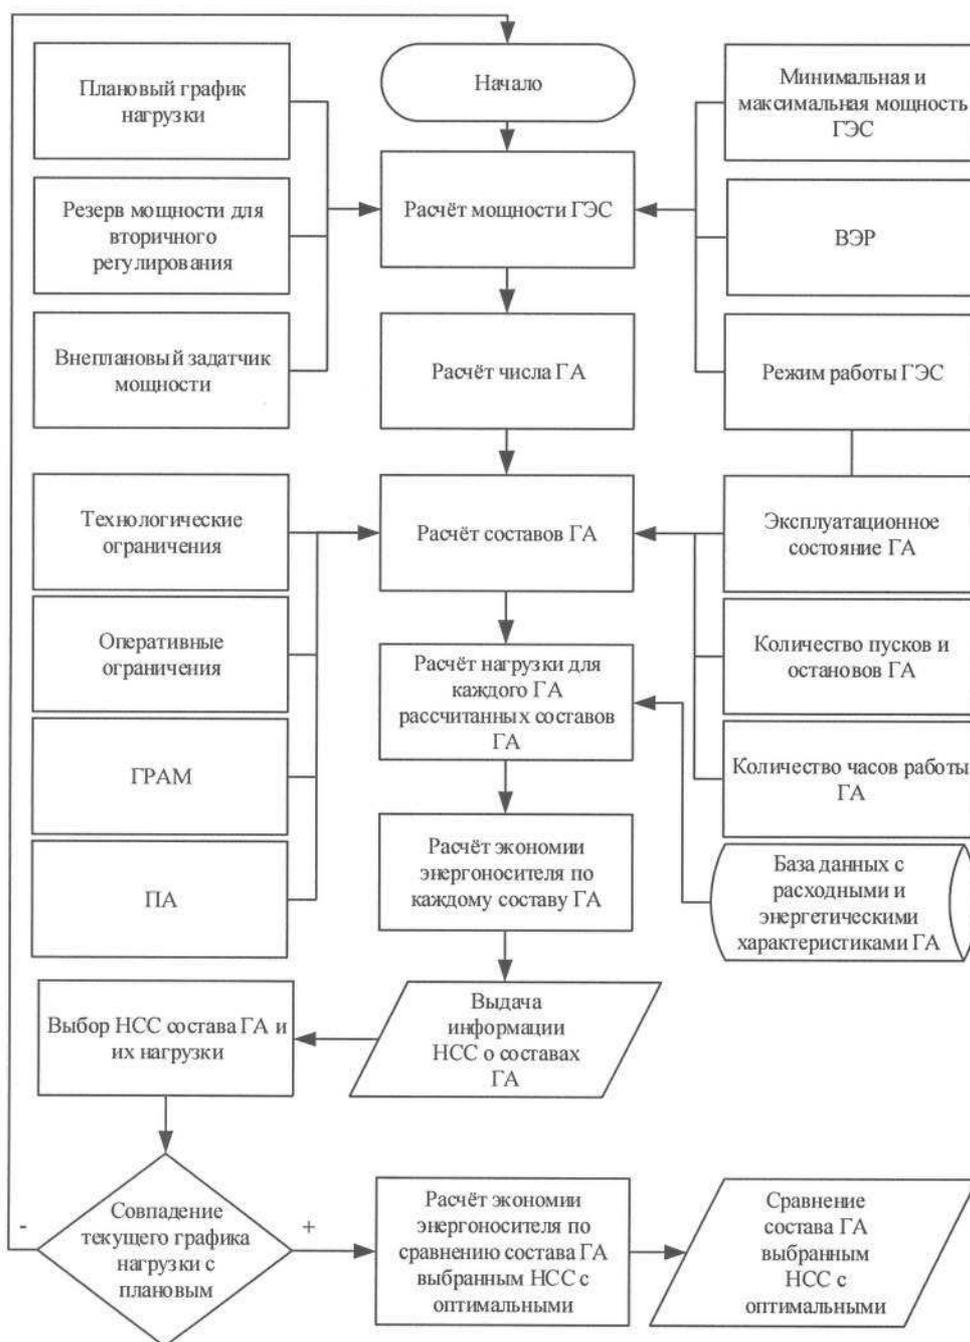 Начало
Плановый график
нагрузки
Минимальная и
максимальная мощность
ГЭС
Резерв мощности для
вторичного
регулирования
Расчёт мощности ГЭС
ВЭР
Внеплановый задатчик
мощности
Расчёт числа ГА
Режим работы ГЭС
Технологические
ограничения
Расчёт составов ГА
Эксплуатационное
состояние ГА
Оперативные
ограничения
Расчёт нагрузки для
каждого ГА
рассчитанных составов
ГА
Количество пусков и
остановов ГА
ГРАМ
Количество часов работы
ГА
ПА
Расчёт экономии
энергоносителя по
каждому составу ГА
База данных с
расходными и
энергетическими
характеристиками ГА
Выбор НСС состава ГА и
их нагрузки
Выдача
информации
НСС о составах
ГА
Совпадение
текущего графика
нагрузки с
плановым
-
+
Расчёт экономии
энергоносителя по
сравнению состава ГА
выбранным НСС с
оптимальными
Сравнение
состава ГА
выбранным
НСС с
оптимальными